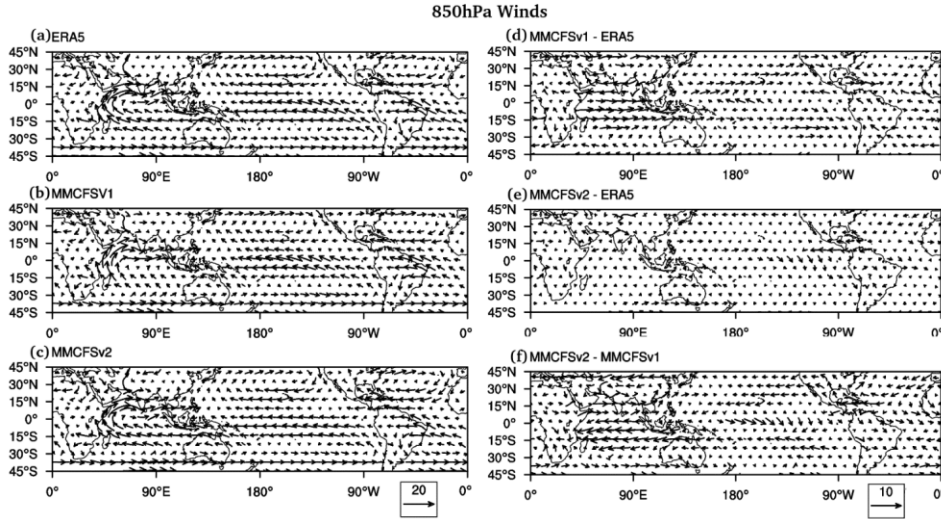 850hPa Winds
(a) ERA5
45°N
30°N
15°N
0°
15°S
30°S
45°S
0° 90°E 180° 90°W 0°
(b) MMCFSV1
45°N
30°N
15°N
0°
15°S
30°S
45°S
0° 90°E 180° 90°W 0°
(c) MMCFSv2
45°N
30°N
15°N
0°
15°S
30°S
45°S
0° 90°E 180° 90°W 0°
20
(d) MMCFSv1 - ERA5
45°N
30°N
15°N
0°
15°S
30°S
45°S
0° 90°E 180° 90°W 0°
(e) MMCFSv2 - ERA5
45°N
30°N
15°N
0°
15°S
30°S
45°S
0° 90°E 180° 90°W 0°
(f) MMCFSv2 - MMCFSv1
45°N
30°N
15°N
0°
15°S
30°S
45°S
0° 90°E 180° 90°W 0°
10